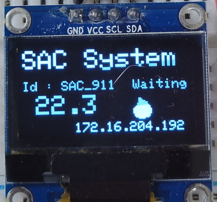 GND VCC SCL SDA
SAC System
Id : SAC_911 Waiting
22.3
172.16.204.192